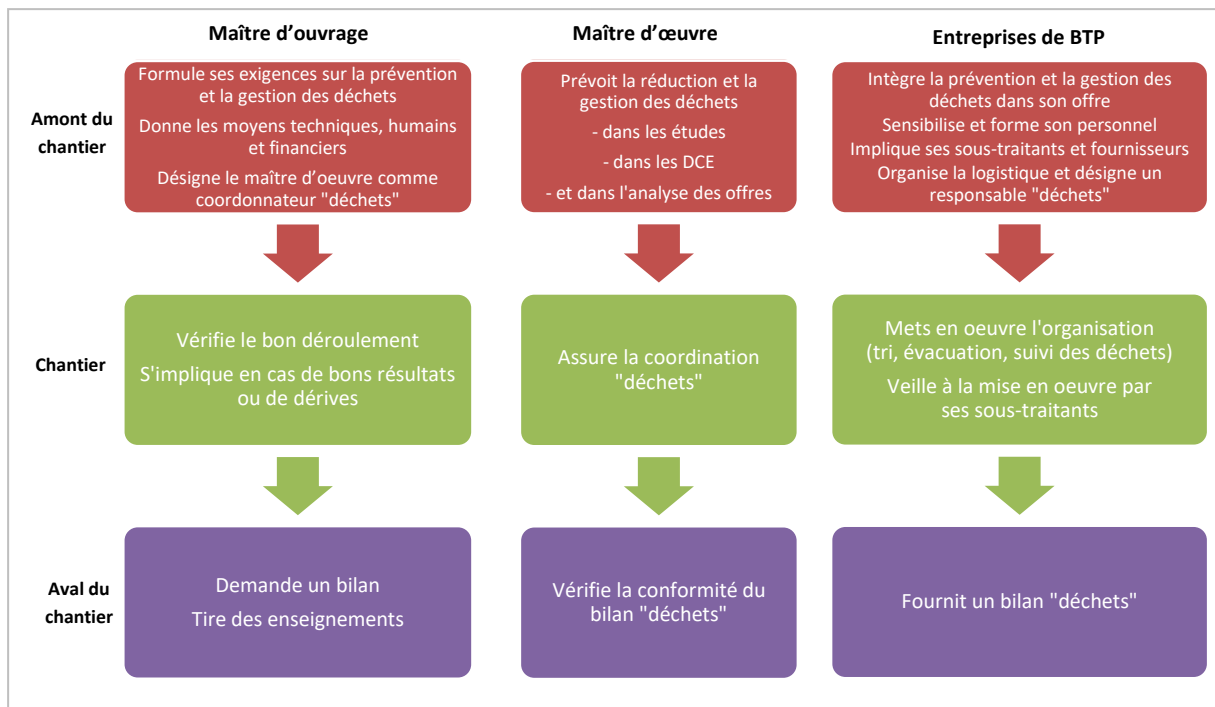 Maître d’ouvrage
Maître d’œuvre
Entreprises de BTP
Amont du
chantier
Formule ses exigences sur la prévention
et la gestion des déchets
Donne les moyens techniques, humains
et financiers
Désigne le maître d’oeuvre comme
coordonnateur "déchets"
Prévoit la réduction et la
gestion des déchets
- dans les études
- dans les DCE
- et dans l'analyse des offres
Intègre la prévention et la gestion des
déchets dans son offre
Sensibilise et forme son personnel
Implique ses sous-traitants et fournisseurs
Organise la logistique et désigne un
responsable "déchets"
Chantier
Vérifie le bon déroulement
S'implique en cas de bons résultats
ou de dérives
Assure la coordination
"déchets"
Mets en oeuvre l'organisation
(tri, évacuation, suivi des déchets)
Veille à la mise en oeuvre par
ses sous-traitants
Aval du
chantier
Demande un bilan
Tire des enseignements
Vérifie la conformité du
bilan "déchets"
Fournit un bilan "déchets"